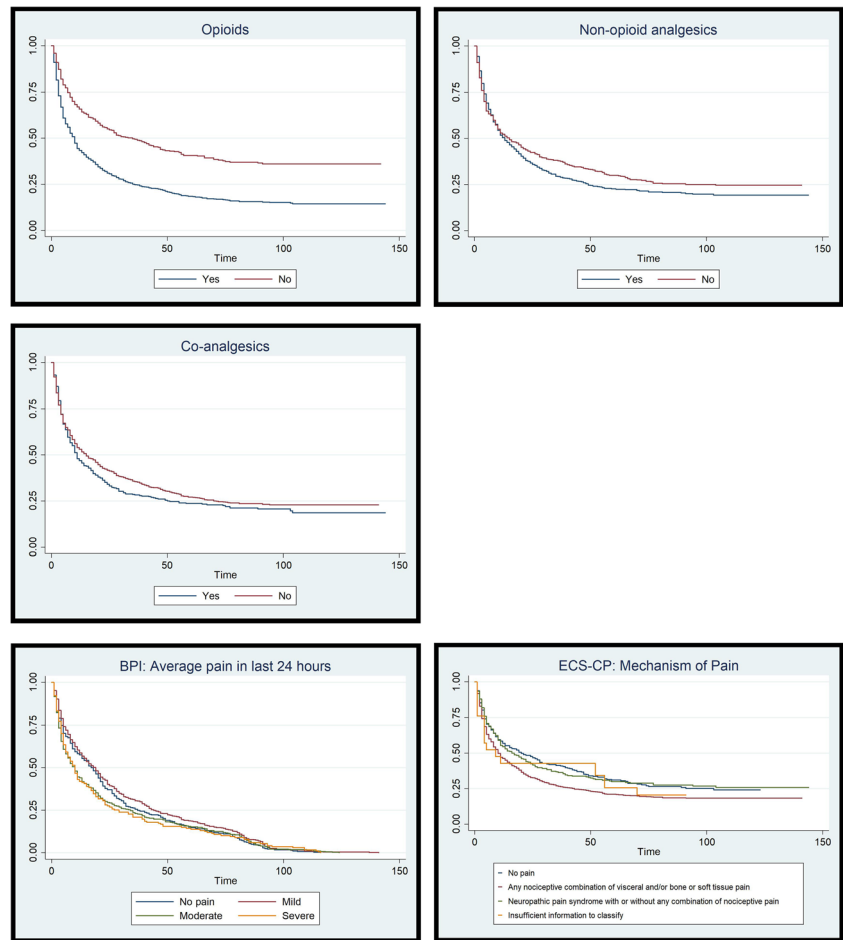 Opioids
1.00
0.75
0.50
0.25
0.00
0 50 100 150
Time
Yes No
Non-opioid analgesics
1.00
0.75
0.50
0.25
0.00
0 50 100 150
Time
Yes No
Co-analgesics
1.00
0.75
0.50
0.25
0.00
0 50 100 150
Time
Yes No
BPI: Average pain in last 24 hours
1.00
0.75
0.50
0.25
0.00
0 50 100 150
Time
No pain Mild
Moderate Severe
ECS-CP: Mechanism of Pain
1.00
0.75
0.50
0.25
0.00
0 50 100 150
Time
No pain
Any nociceptive combination of visceral and/or bone or soft tissue pain
Neuropathic pain syndrome with or without any combination of nociceptive pain
Insufficient information to classify